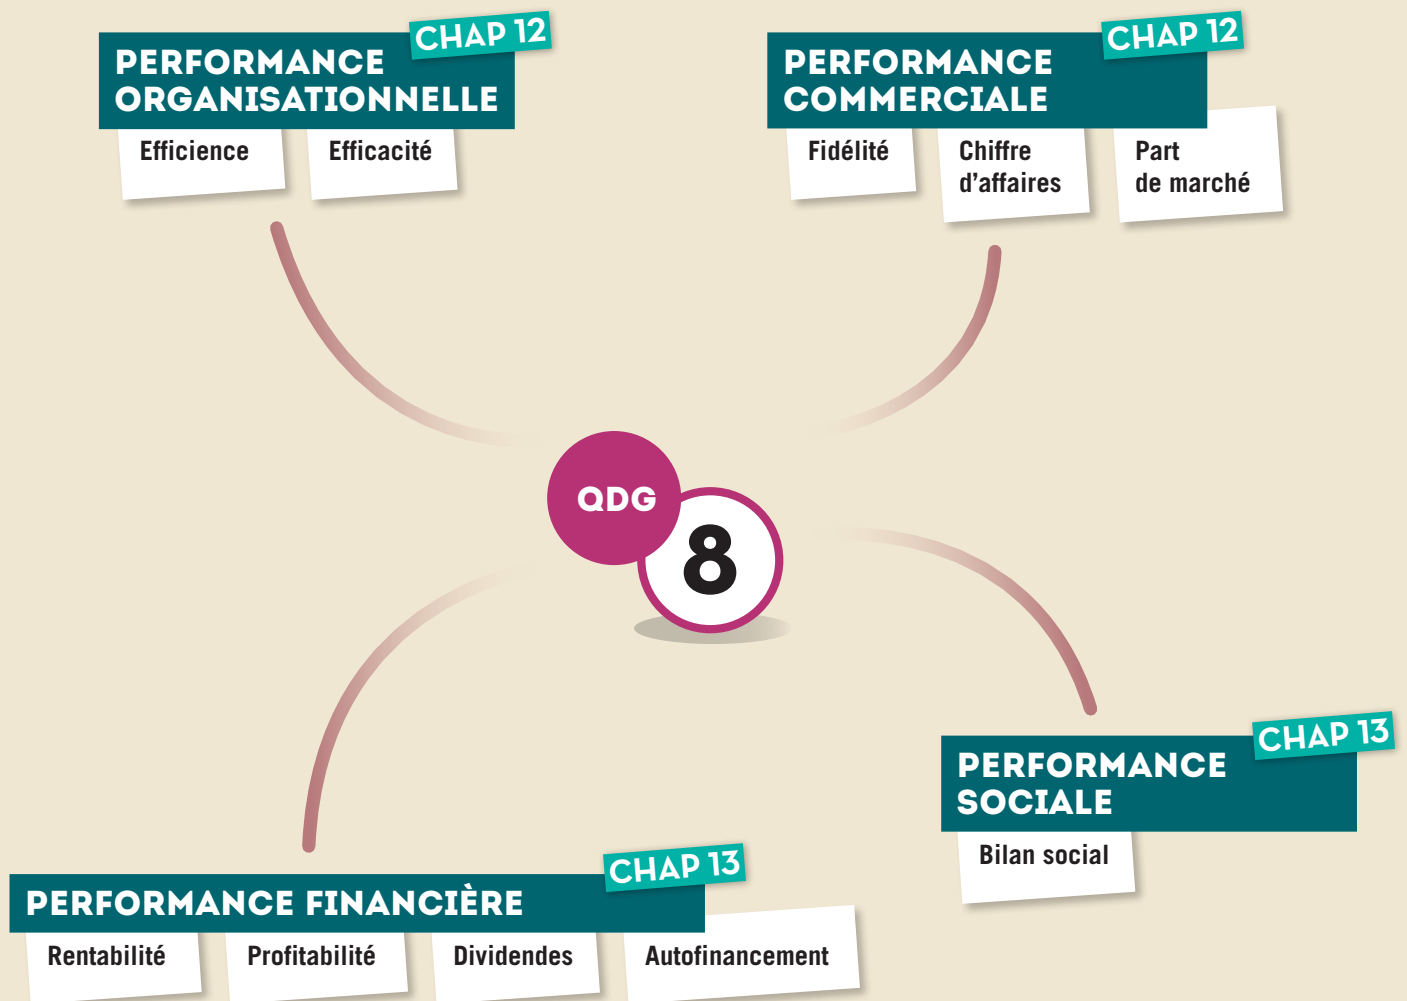 CHAP 12
PERFORMANCE
ORGANISATIONNELLE
Efficience
Efficacité
CHAP 12
PERFORMANCE
COMMERCIALE
Fidélité
Chiffre
d'affaires
Part
de marché
QDG
8
CHAP 13
PERFORMANCE
SOCIALE
Bilan social
CHAP 13
PERFORMANCE FINANCIÈRE
Rentabilité
Profitabilité
Dividendes
Autofinancement